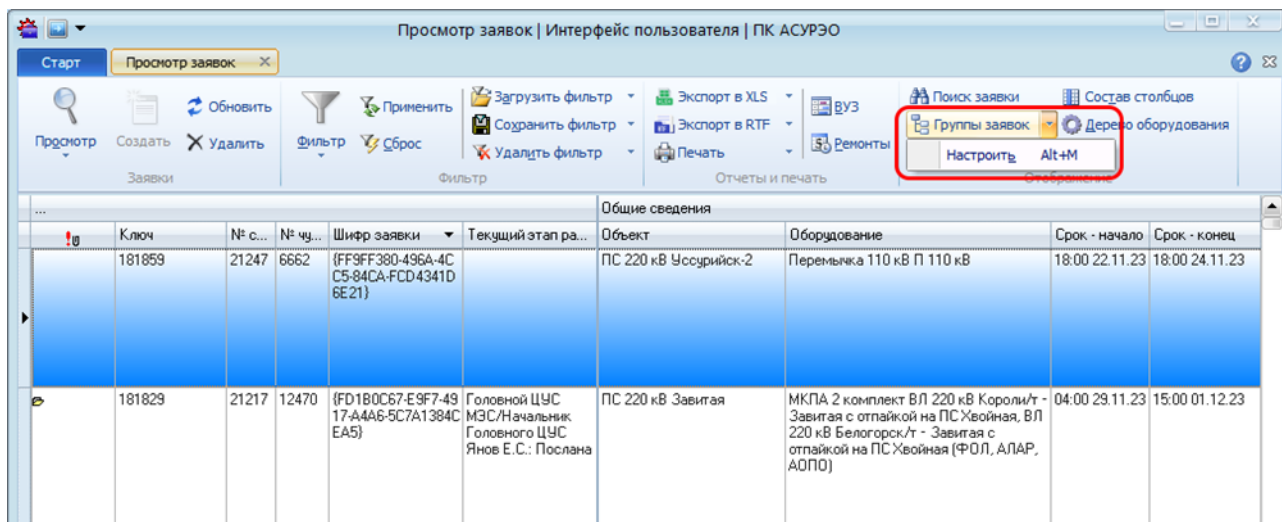 Просмотр заявок | Интерфейс пользователя | ПК АСУРЭО
Старт
Просмотр заявок
Просмотр
Создать
Обновить
Удалить
Заявки
Фильтр
Применить
Сброс
Загрузить фильтр
Сохранить фильтр
Удалить фильтр
Фильтр
Экспорт в XLS
Экспорт в RTF
Печать
ВУЗ
Ремонты
Отчеты и печать
Поиск заявки
Состав столбцов
Группы заявок
Дерево оборудования
Настроить Alt+M
Отображение
...
Общие сведения
Ключ
№ с...
№ чу...
Шифр заявки
Текущий этап ра...
Объект
Оборудование
Срок - начало
Срок - конец
181859
21247
6662
{FF9FF380-496A-4C
C5-84CA-FCD4341D
6E21}
ПС 220 кВ Уссурийск-2
Перемычка 110 кВ П 110 кВ
18:00 22.11.23
18:00 24.11.23
181829
21217
12470
{FD1B0C67-E9F7-49
17-A4A6-5C7A1384C
EA5}
Головной ЦУС
МЭС/Начальник
Головного ЦУС
Янов Е.С.: Послана
ПС 220 кВ Завитая
МКПА 2 комплект ВЛ 220 кВ Короли/т -
Завитая с отпайкой на ПС Хвойная, ВЛ
220 кВ Белогорск/т - Завитая с
отпайкой на ПС Хвойная (ФОЛ, АЛАР,
АОПО)
04:00 29.11.23
15:00 01.12.23